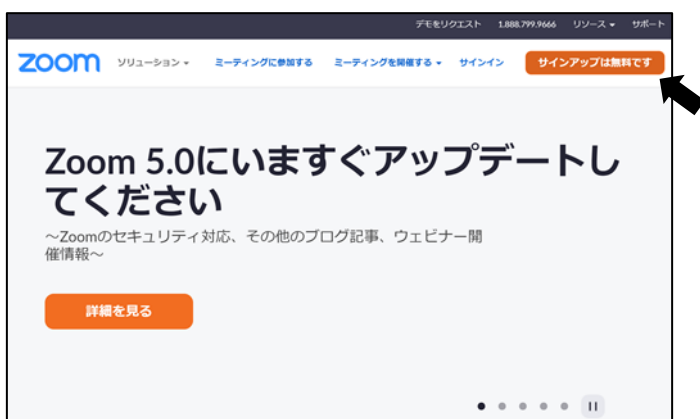 デモをリクエスト 1.888.799.9666 リソース サポート
zoom ソリューション ミーティングに参加する ミーティングを開催する サインイン サインアップは無料です
Zoom 5.0にいますぐアップデートし
てください
~Zoomのセキュリティ対応、その他のブログ記事、ウェビナー開
催情報~
詳細を見る